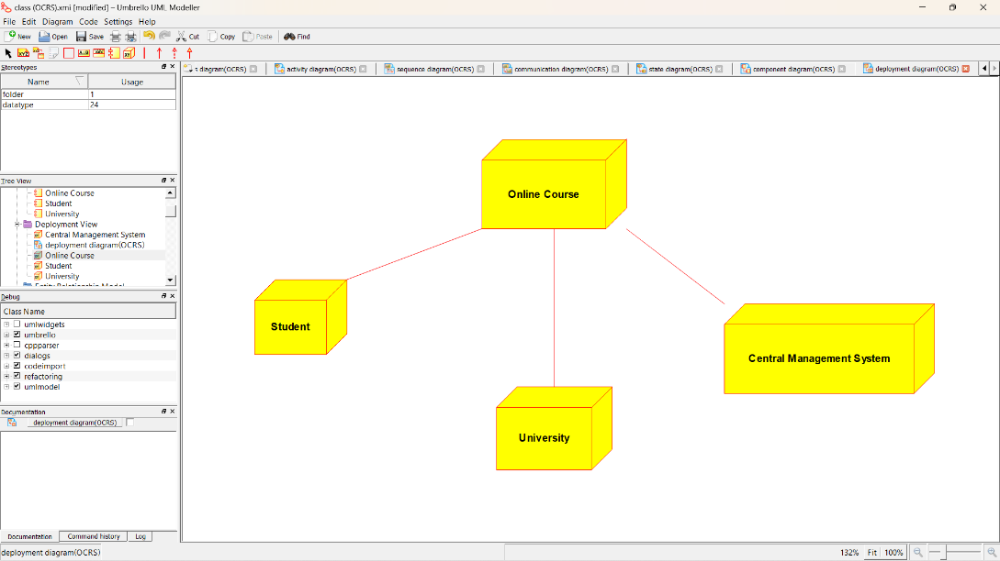 class (OCRS).xmi [modified] – Umbrello UML Modeller
File Edit Diagram Code Settings Help
New Open Save Cut Copy Paste Find
s diagram(OCRS) activity diagram(OCRS) sequence diagram(OCRS) communication diagram(OCRS) state diagram(OCRS) component diagram(OCRS) deployment diagram(OCRS)
Stereotypes
Name Usage
folder 1
datatype 24
Tree View
Online Course
Student
University
Deployment View
Central Management System
deployment diagram(OCRS)
Online Course
Student
University
Debug
Class Name
umlwidgets
umbrello
cppparser
dialogs
codeimport
refactoring
umlmodel
Documentation
deployment diagram(OCRS)
Documentation Command history Log
Online Course
Student
Central Management System
University
deployment diagram(OCRS)
132% Fit 100%